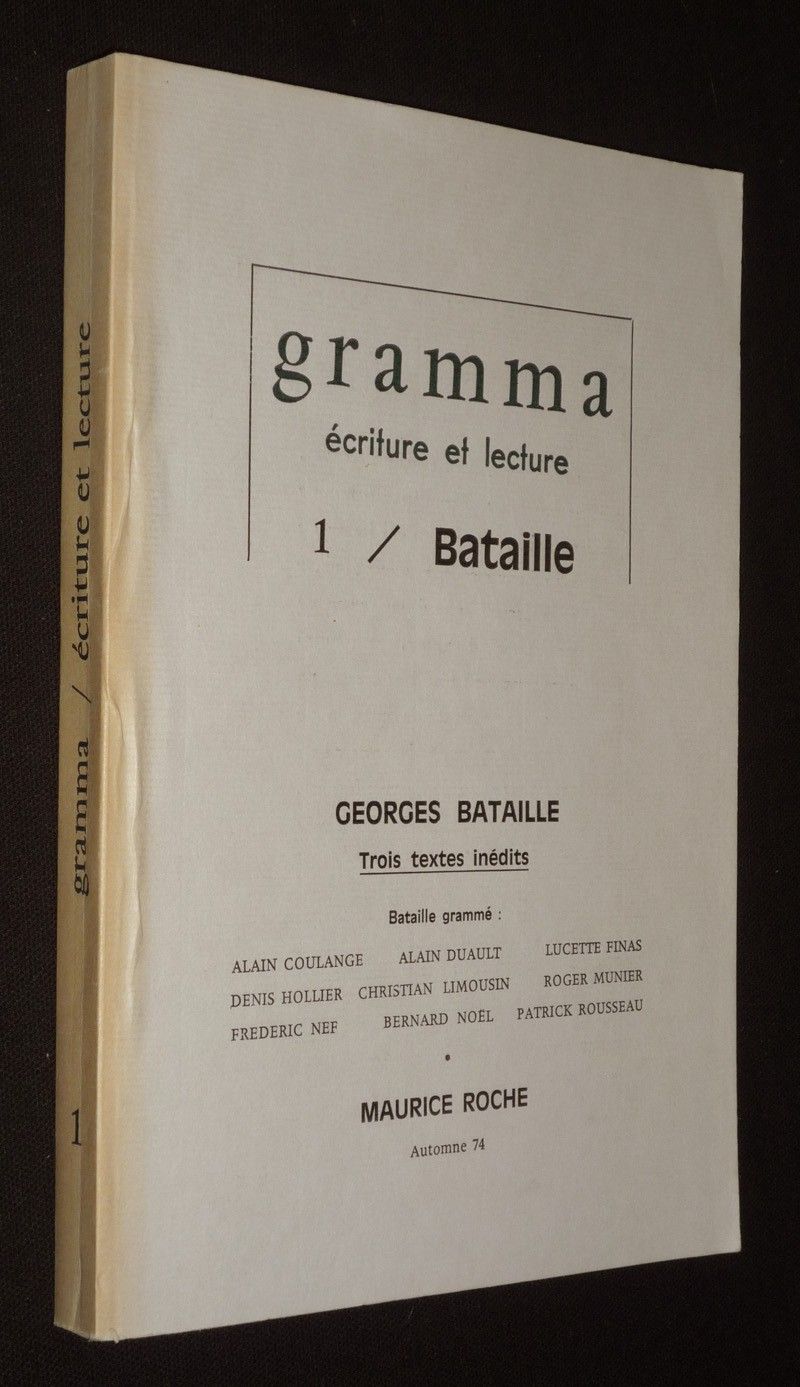 gramma / écriture et lecture
1
gramma
écriture et lecture
1 / Bataille
GEORGES BATAILLE
Trois textes inédits
Bataille grammé :
ALAIN COULANGE ALAIN DUAULT LUCETTE FINAS
DENIS HOLLIER CHRISTIAN LIMOUSIN ROGER MUNIER
FREDERIC NEF BERNARD NOËL PATRICK ROUSSEAU
•
MAURICE ROCHE
Automne 74